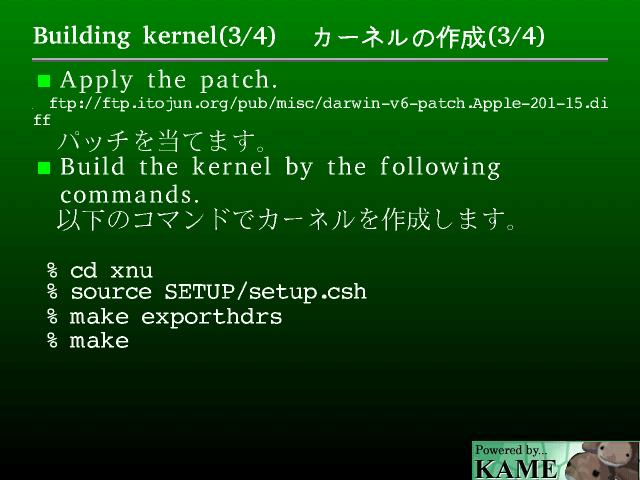 Building kernel(3/4) カーネルの作成(3/4)
Apply the patch.
ftp://ftp.itojun.org/pub/misc/darwin-v6-patch.Apple-201-15.di
ff
パッチを当てます。
Build the kernel by the following
commands.
以下のコマンドでカーネルを作成します。
% cd xnu
% source SETUP/setup.csh
% make exporthdrs
% make
Powered by...
KAME